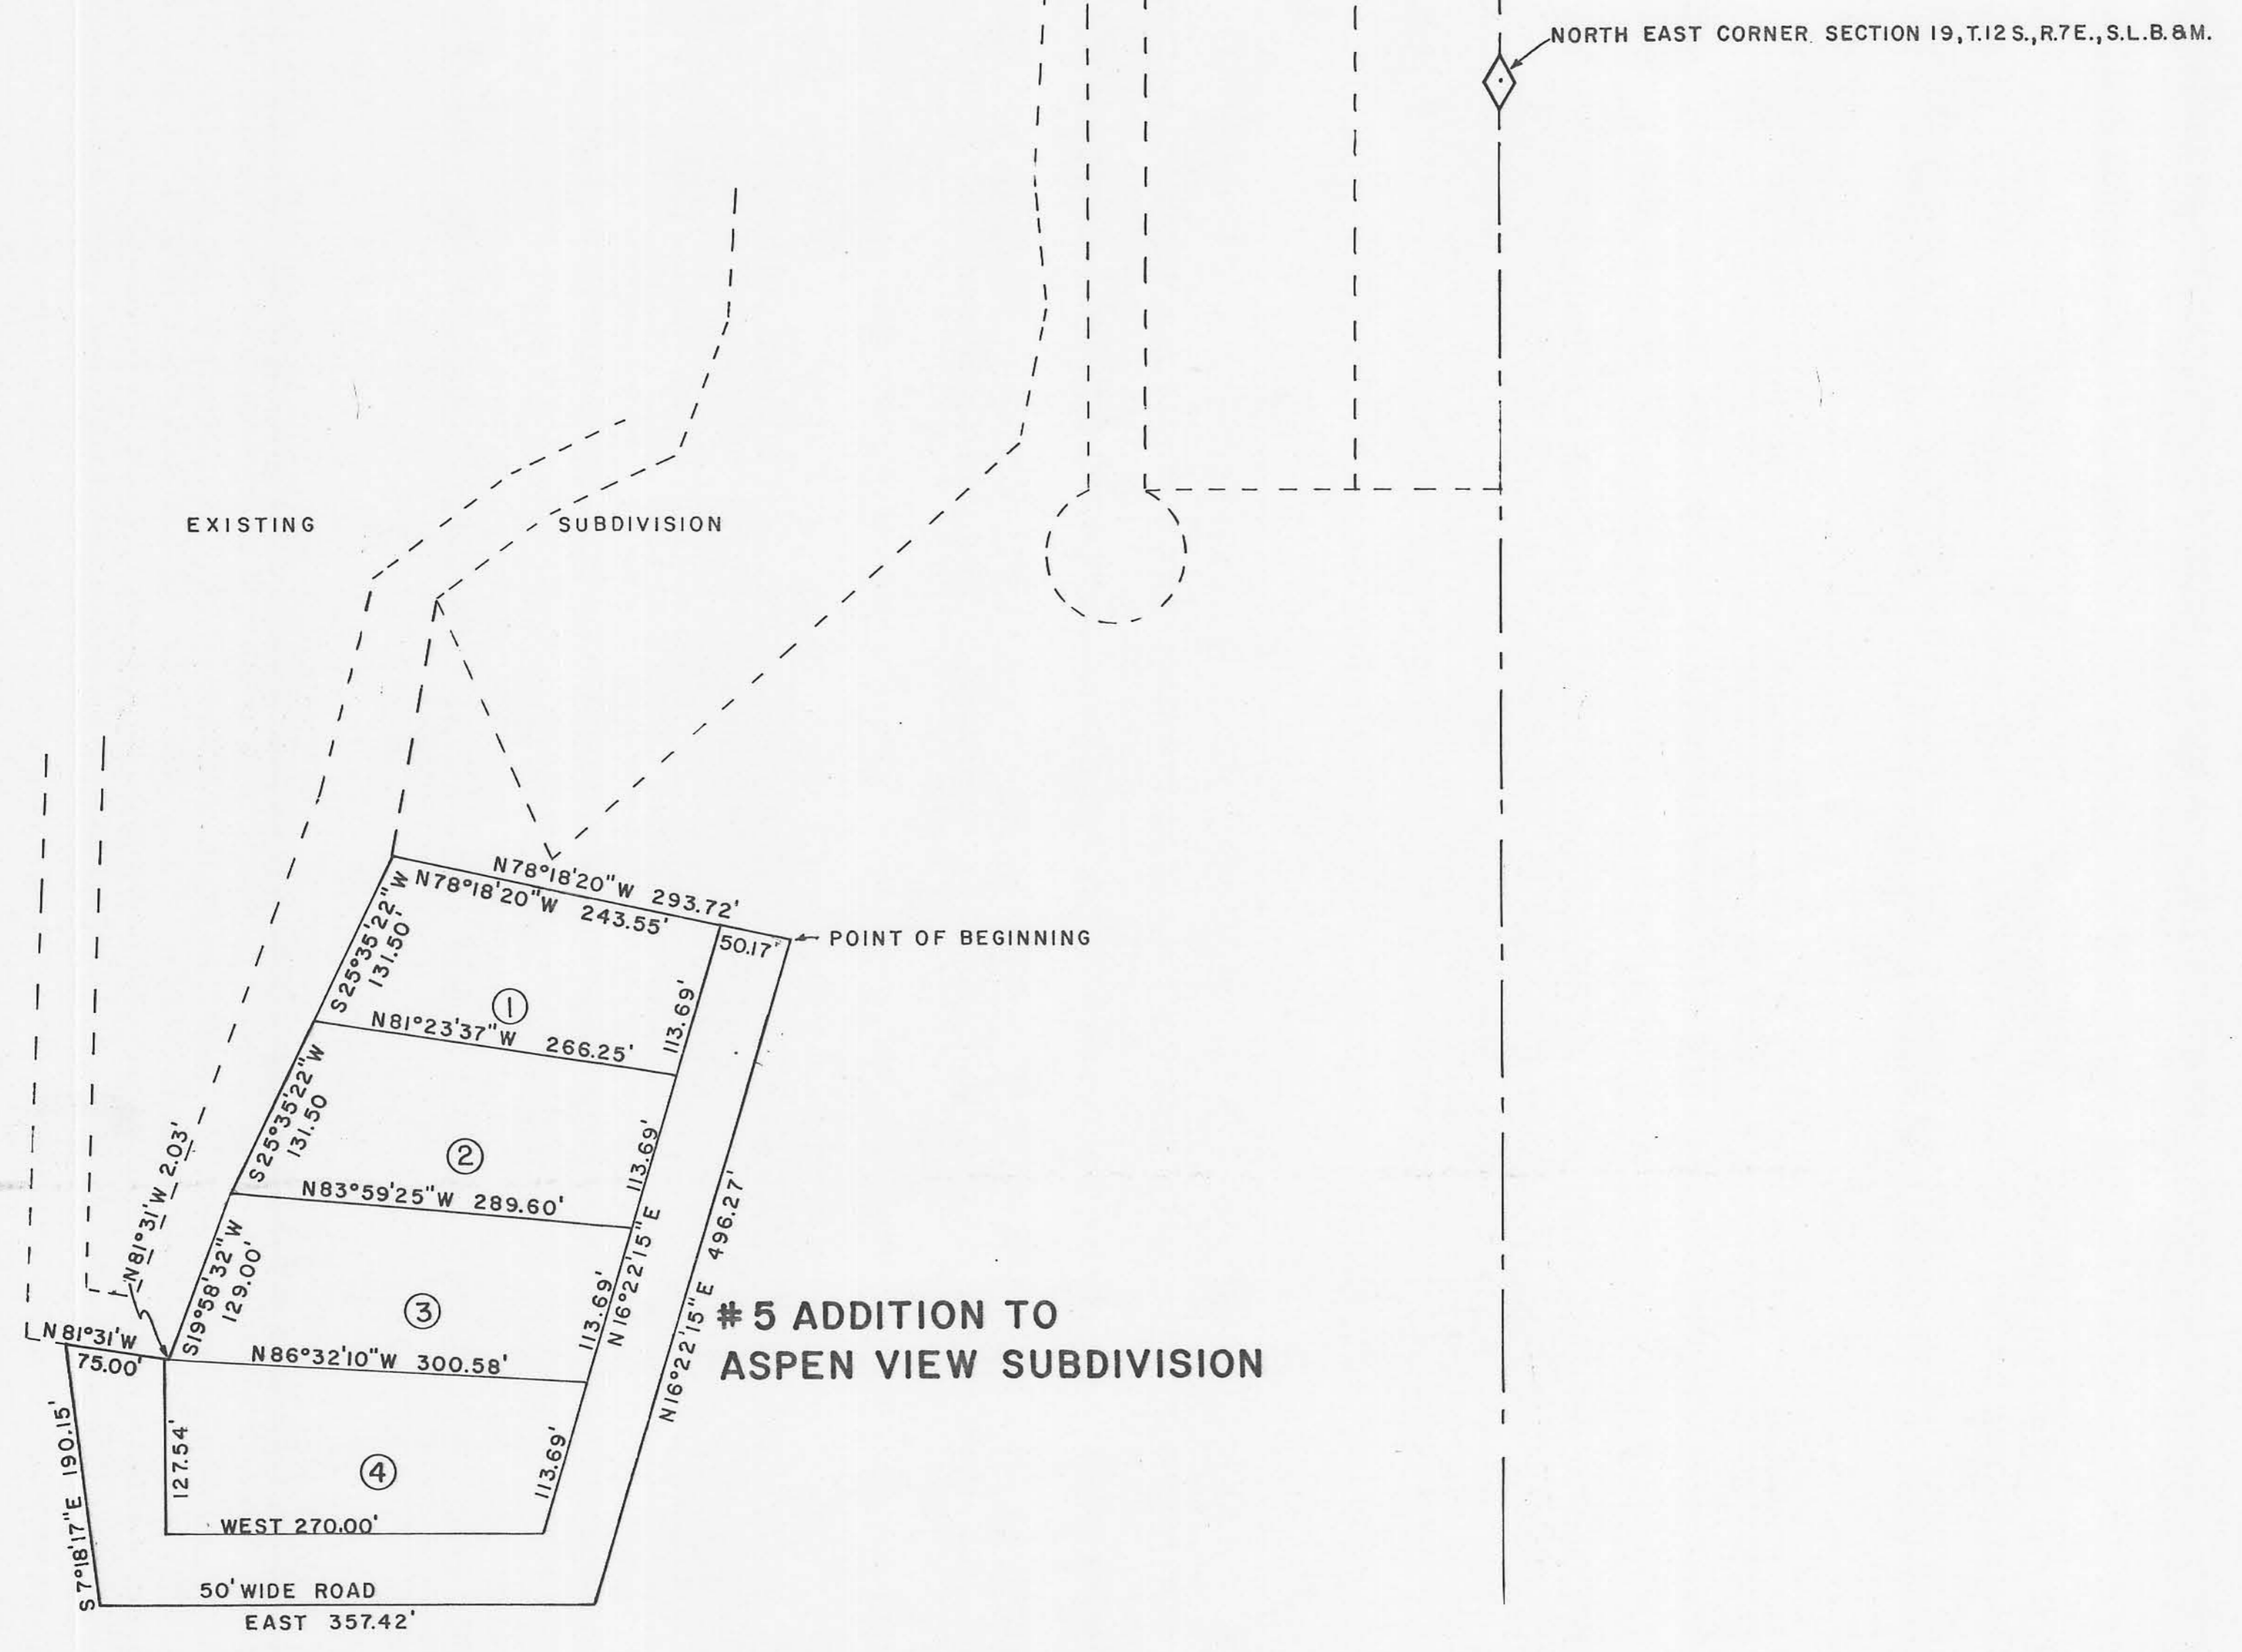 NORTH EAST CORNER SECTION 19, T.12 S., R.7E., S.L.B.&M.
EXISTING SUBDIVISION
N78°18'20"W 293.72'
N78°18'20"W 243.55'
50.17'
POINT OF BEGINNING
S25°35'22"W
131.50'
113.69'
1
N81°23'37"W 266.25'
S25°35'22"W
131.50
113.69'
2
N83°59'25"W 289.60'
N81°31'W 2.03'
S19°58'32"W
129.00'
113.69'
N16°22'15"E
N16°22'15"E 496.27'
3
#5 ADDITION TO
ASPEN VIEW SUBDIVISION
N81°31'W
75.00'
N86°32'10"W 300.58'
S7°18'17"E 190.15'
127.54'
4
113.69'
WEST 270.00'
50' WIDE ROAD
EAST 357.42'